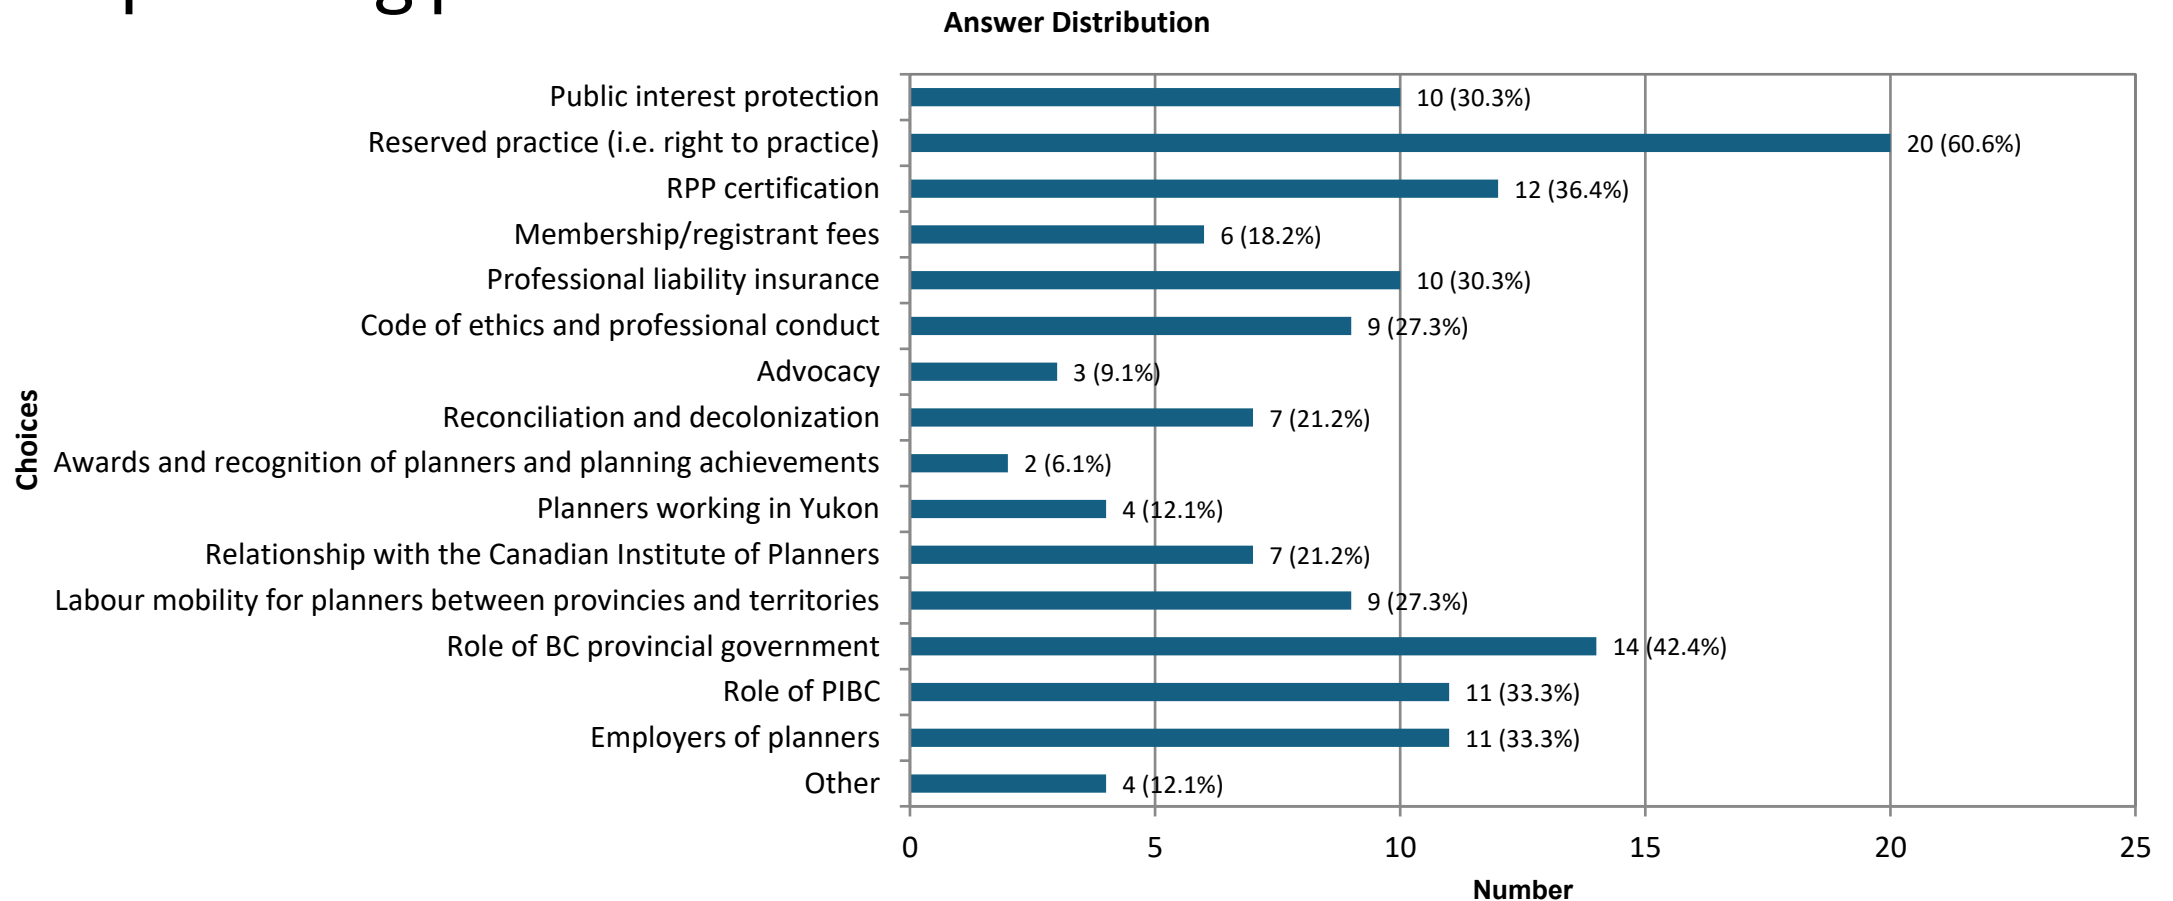 Answer Distribution
Public interest protection 10 (30.3%)
Reserved practice (i.e. right to practice) 20 (60.6%)
RPP certification 12 (36.4%)
Membership/registrant fees 6 (18.2%)
Professional liability insurance 10 (30.3%)
Code of ethics and professional conduct 9 (27.3%)
Advocacy 3 (9.1%)
Reconciliation and decolonization 7 (21.2%)
Awards and recognition of planners and planning achievements 2 (6.1%)
Planners working in Yukon 4 (12.1%)
Relationship with the Canadian Institute of Planners 7 (21.2%)
Labour mobility for planners between provincies and territories 9 (27.3%)
Role of BC provincial government 14 (42.4%)
Role of PIBC 11 (33.3%)
Employers of planners 11 (33.3%)
Other 4 (12.1%)
Choices
0 5 10 15 20 25
Number